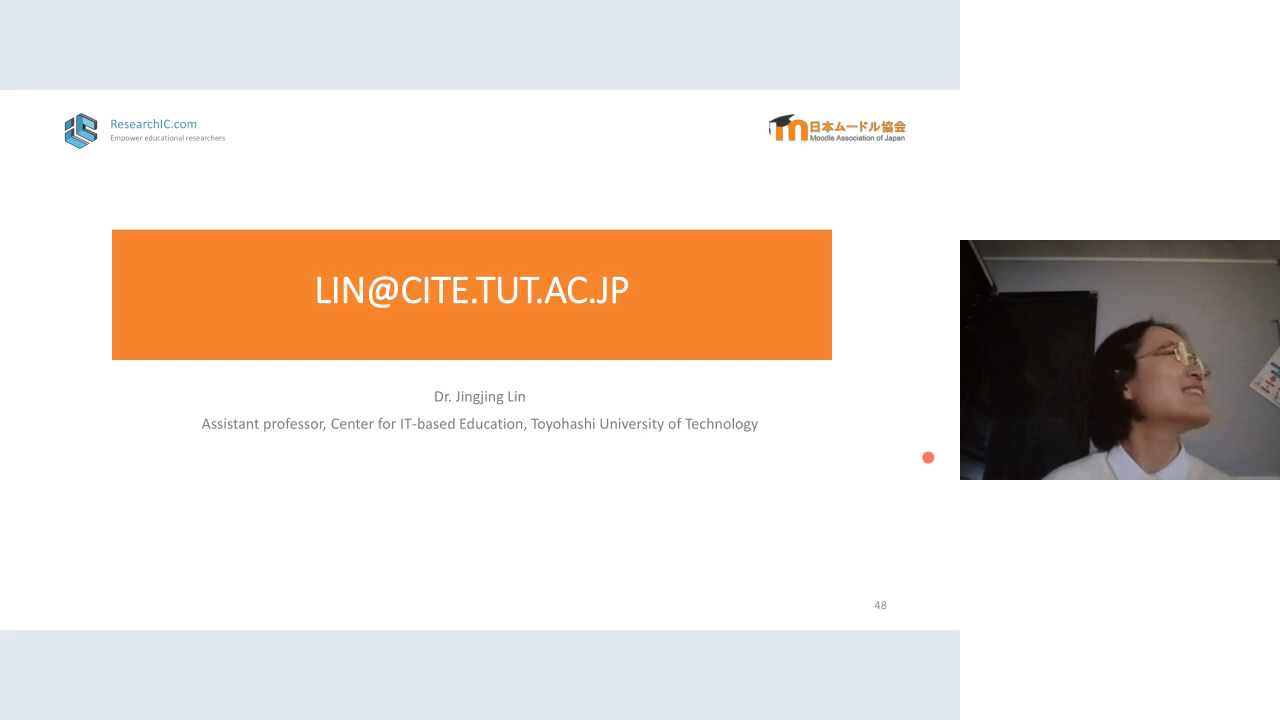 ResearchIC.com
Empower educational researchers
日本ムードル協会
Moodle Association of Japan
LIN@CITE.TUT.AC.JP
Dr. Jingjing Lin
Assistant professor, Center for IT-based Education, Toyohashi University of Technology
48